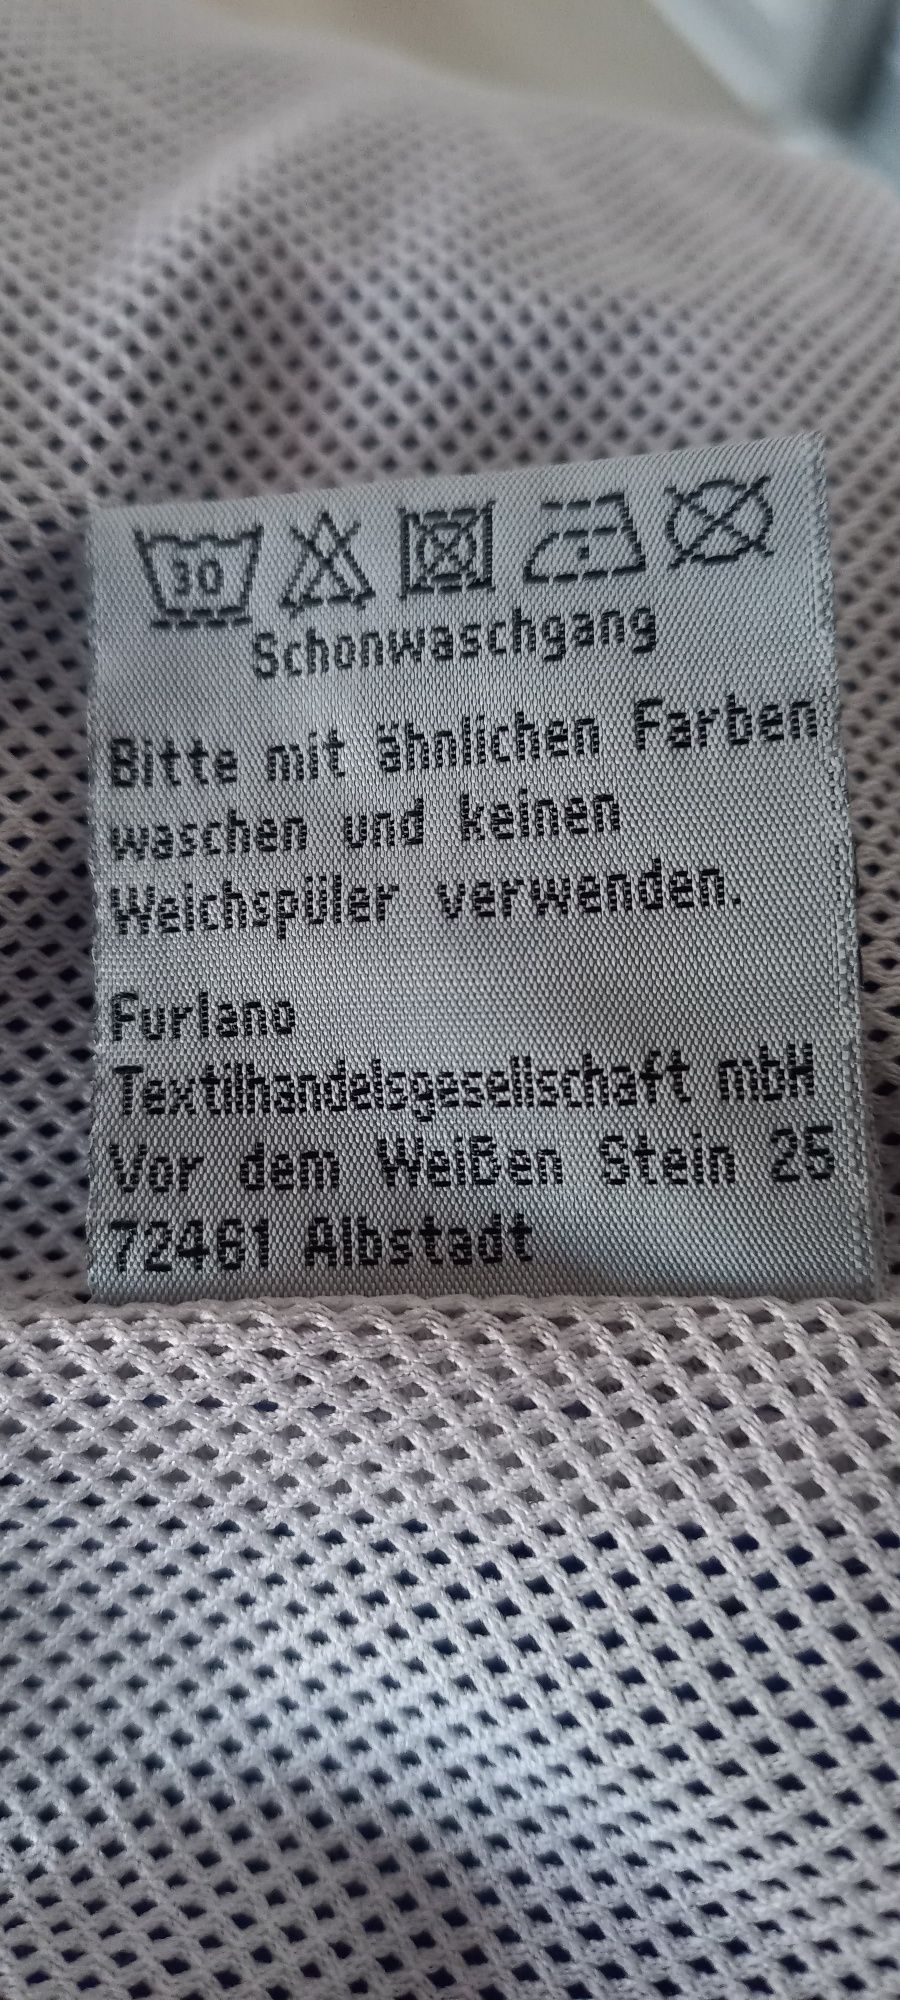 30
Schonwaschgang
Bitte mit ähnlichen Farben
waschen und keinen
Weichspüler verwenden.
Furlano
Textilhandelsgesellschaft mbH
Vor dem Weißen Stein 25
72461 Albstadt